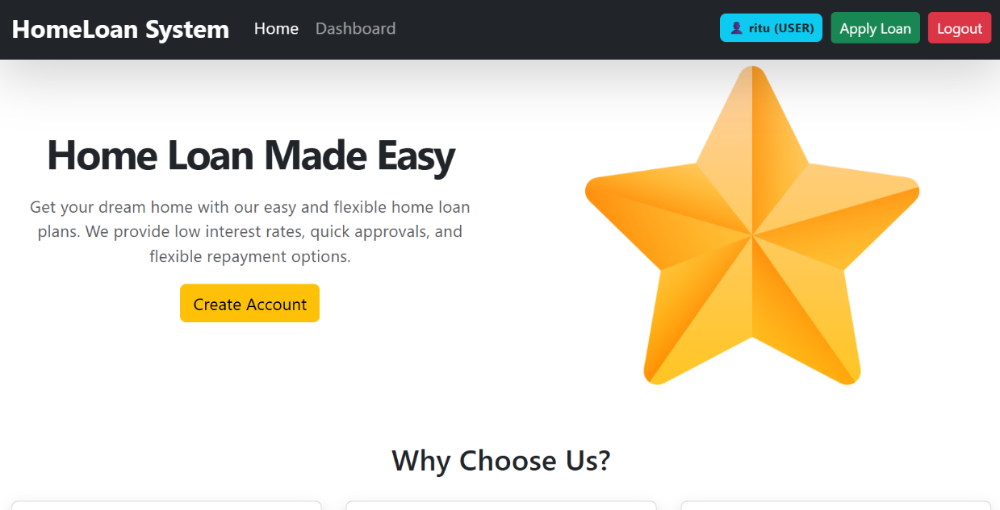 HomeLoan System Home Dashboard ritu (USER) Apply Loan Logout
Home Loan Made Easy
Get your dream home with our easy and flexible home loan
plans. We provide low interest rates, quick approvals, and
flexible repayment options.
Create Account
Why Choose Us?